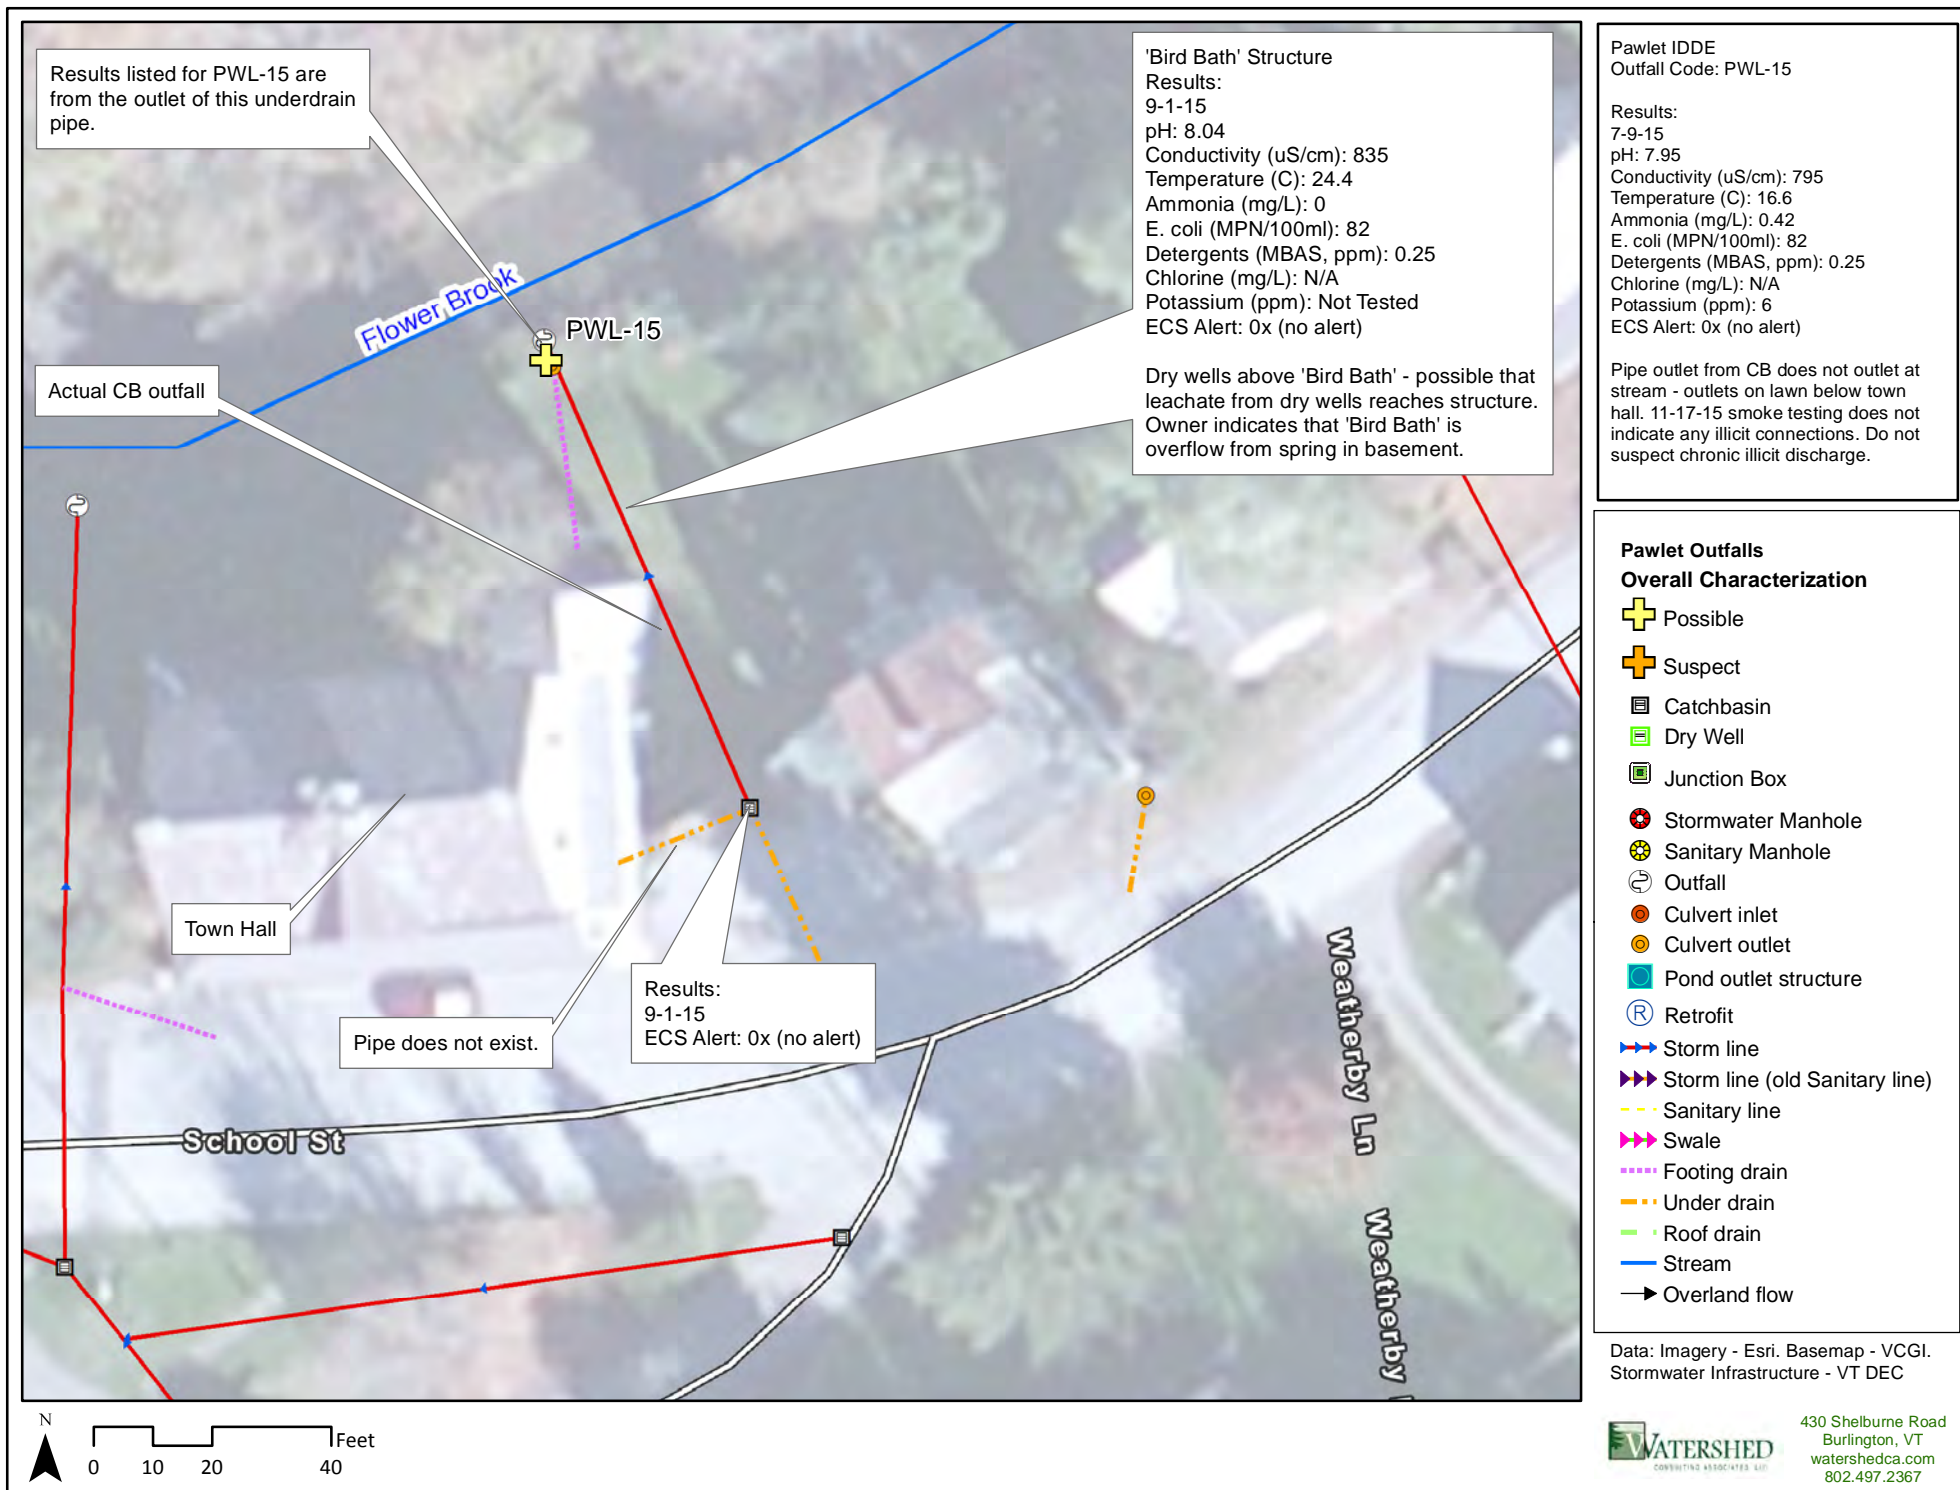 Results listed for PWL-15 are
from the outlet of this underdrain
pipe.
'Bird Bath' Structure
Results:
9-1-15
pH: 8.04
Conductivity (uS/cm): 835
Temperature (C): 24.4
Ammonia (mg/L): 0
E. coli (MPN/100ml): 82
Detergents (MBAS, ppm): 0.25
Chlorine (mg/L): N/A
Potassium (ppm): Not Tested
ECS Alert: 0x (no alert)
Dry wells above 'Bird Bath' - possible that
leachate from dry wells reaches structure.
Owner indicates that 'Bird Bath' is
overflow from spring in basement.
Flower Brook
PWL-15
Actual CB outfall
Town Hall
Pipe does not exist.
Results:
9-1-15
ECS Alert: 0x (no alert)
School St
Weatherby Ln
Weatherby
Pawlet IDDE
Outfall Code: PWL-15
Results:
7-9-15
pH: 7.95
Conductivity (uS/cm): 795
Temperature (C): 16.6
Ammonia (mg/L): 0.42
E. coli (MPN/100ml): 82
Detergents (MBAS, ppm): 0.25
Chlorine (mg/L): N/A
Potassium (ppm): 6
ECS Alert: 0x (no alert)
Pipe outlet from CB does not outlet at
stream - outlets on lawn below town
hall. 11-17-15 smoke testing does not
indicate any illicit connections. Do not
suspect chronic illicit discharge.
Pawlet Outfalls
Overall Characterization
Possible
Suspect
Catchbasin
Dry Well
Junction Box
Stormwater Manhole
Sanitary Manhole
Outfall
Culvert inlet
Culvert outlet
Pond outlet structure
R Retrofit
Storm line
Storm line (old Sanitary line)
Sanitary line
Swale
Footing drain
Under drain
Roof drain
Stream
Overland flow
Data: Imagery - Esri. Basemap - VCGI.
Stormwater Infrastructure - VT DEC
N
Feet
0 10 20 40
WATERSHED
CONSULTING ASSOCIATES, LLC
430 Shelburne Road
Burlington, VT
watershedca.com
802.497.2367